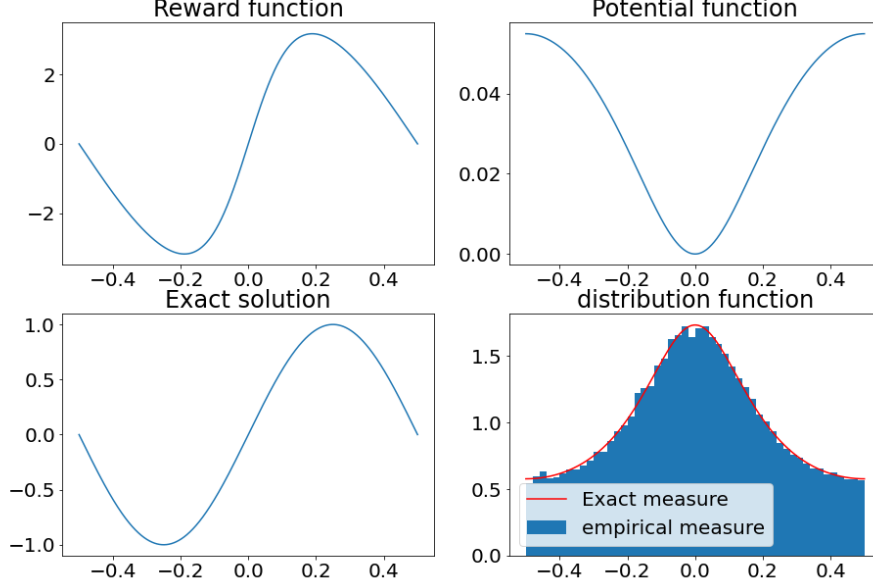 Reward function
Potential function
2
0
−2
−0.4 −0.2 0.0 0.2 0.4
0.04
0.02
0.00
−0.4 −0.2 0.0 0.2 0.4
Exact solution
distribution function
1.0
0.5
0.0
−0.5
−1.0
−0.4 −0.2 0.0 0.2 0.4
1.5
1.0
0.5
0.0
Exact measure
empirical measure
−0.4 −0.2 0.0 0.2 0.4